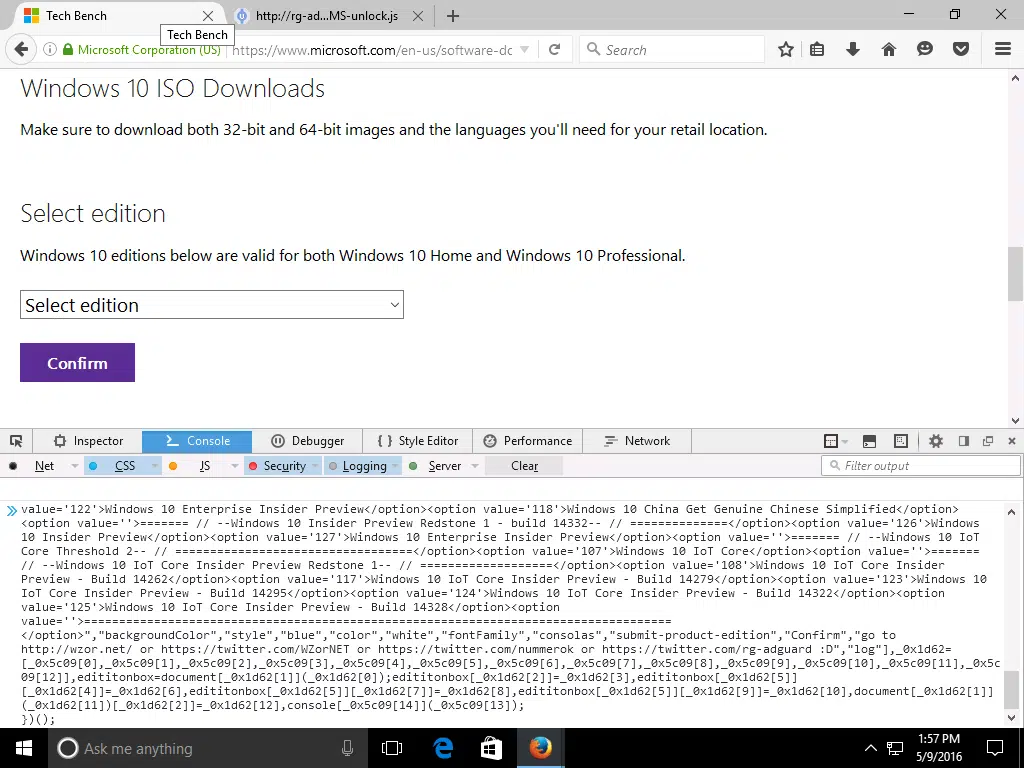 Tech Bench
http://rg-ad...MS-unlock.js
Tech Bench
Microsoft Corporation (US)
https://www.microsoft.com/en-us/software-dc
Search
Windows 10 ISO Downloads
Make sure to download both 32-bit and 64-bit images and the languages you'll need for your retail location.
Select edition
Windows 10 editions below are valid for both Windows 10 Home and Windows 10 Professional.
Select edition
Confirm
Inspector
Console
Debugger
{ } Style Editor
Performance
Network
Net
CSS
JS
Security
Logging
Server
Clear
Filter output
value='122'>Windows 10 Enterprise Insider Preview</option><option value='118'>Windows 10 China Get Genuine Chinese Simplified</option>
<option value=''>======= // --Windows 10 Insider Preview Redstone 1 - build 14332-- // =============</option><option value='126'>Windows
10 Insider Preview</option><option value='127'>Windows 10 Enterprise Insider Preview</option><option value=''>======= // --Windows 10 IoT
Core Threshold 2-- // ===============================</option><option value='107'>Windows 10 IoT Core</option><option value=''>=======
// --Windows 10 IoT Core Insider Preview Redstone 1-- // ==================</option><option value='108'>Windows 10 IoT Core Insider
Preview - Build 14262</option><option value='117'>Windows 10 IoT Core Insider Preview - Build 14279</option><option value='123'>Windows 10
IoT Core Insider Preview - Build 14295</option><option value='124'>Windows 10 IoT Core Insider Preview - Build 14322</option><option
value='125'>Windows 10 IoT Core Insider Preview - Build 14328</option><option
value=''>==============================================================================
</option>","backgroundColor","style","blue","color","white","fontFamily","consolas","submit-product-edition","Confirm","go to
http://wzor.net/ or https://twitter.com/WZorNET or https://twitter.com/nummerok or https://twitter.com/rg-adguard :D","log"],_0x1d62=
[_0x5c09[0],_0x5c09[1],_0x5c09[2],_0x5c09[3],_0x5c09[4],_0x5c09[5],_0x5c09[6],_0x5c09[7],_0x5c09[8],_0x5c09[9],_0x5c09[10],_0x5c09[11],_0x5c
09[12]],edititonbox=document[_0x1d62[1]](_0x1d62[0]);edititonbox[_0x1d62[2]]=_0x1d62[3],edititonbox[_0x1d62[5]]
[_0x1d62[4]]=_0x1d62[6],edititonbox[_0x1d62[5]][_0x1d62[7]]=_0x1d62[8],edititonbox[_0x1d62[5]][_0x1d62[9]]=_0x1d62[10],document[_0x1d62[1]]
(_0x1d62[11])[_0x1d62[2]]=_0x1d62[12],console[_0x5c09[14]](_0x5c09[13]);
})();
Ask me anything
1:57 PM
5/9/2016